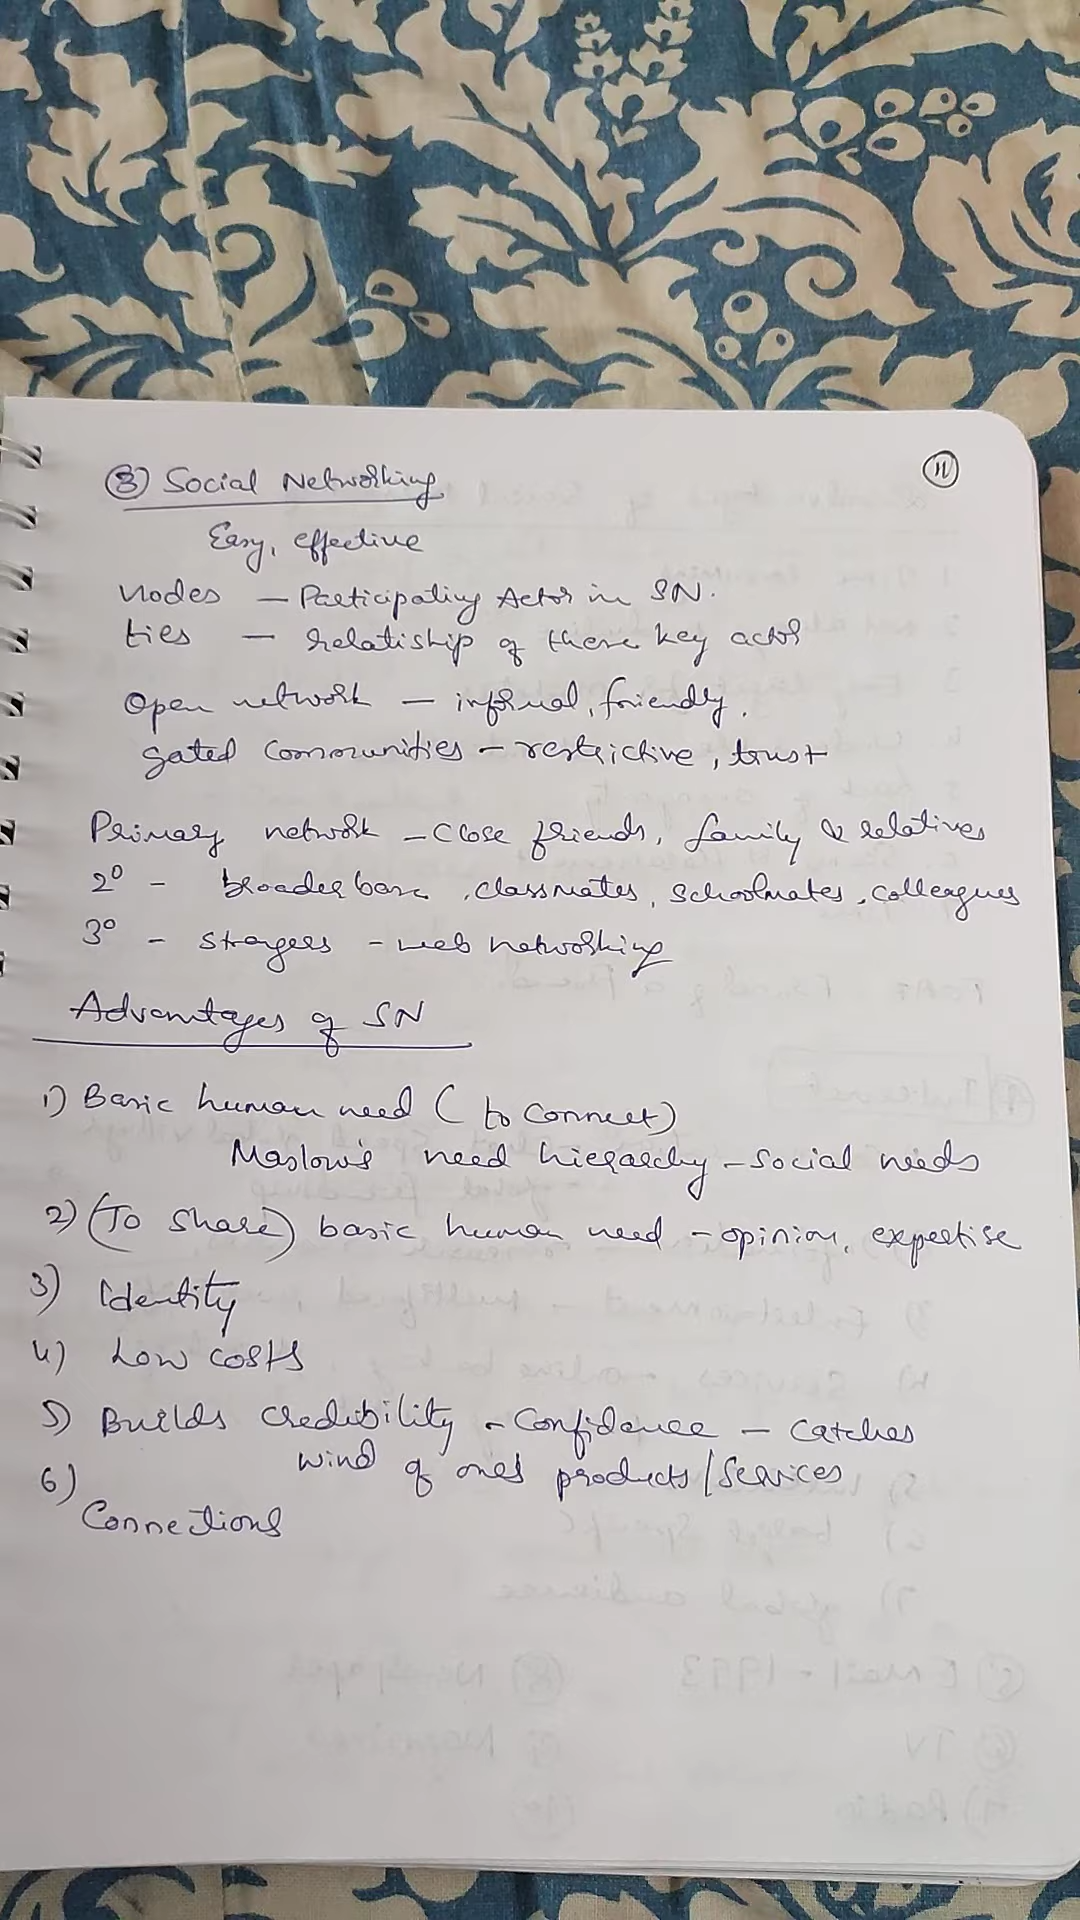 ③ Social Networking
11
Easy, effective
nodes — Participating Actor in SN.
ties — relatiship of these key actor
Open network — informal, friendly.
gated communities — restrictive, trust
Primary network — close friends, family & relatives
2° - broader base, classmates, schoolmates, colleagues
3° - strangers - web networking
Advantages of SN
1) Basic human need (to connect)
Maslow's need hierarchy - social needs
2) (To share) basic human need - opinion, expertise
3) Identity
4) Low costs
5) Builds credibility - confidence - catches
wind of ones products/services
6)
Connections